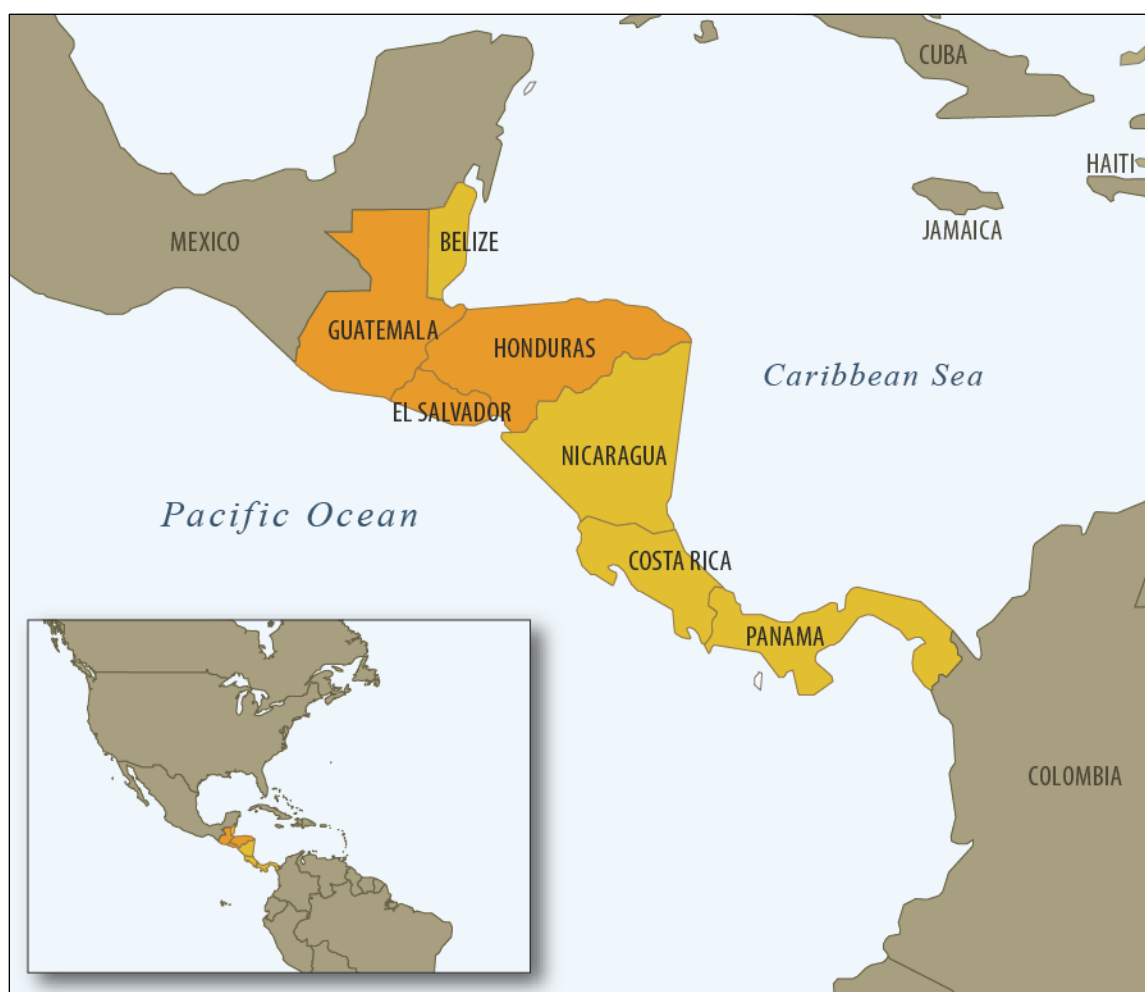 CUBA
HAITI
JAMAICA
MEXICO
BELIZE
GUATEMALA
HONDURAS
Caribbean Sea
EL SALVADOR
NICARAGUA
Pacific Ocean
COSTA RICA
PANAMA
COLOMBIA